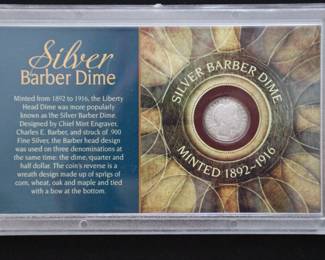 Silver
Barber Dime
Minted from 1892 to 1916, the Liberty
Head Dime was more popularly
known as the Silver Barber Dime.
Designed by Chief Mint Engraver,
Charles E. Barber, and struck of .900
Fine Silver, the Barber head design
was used on three denominations at
the same time: the dime, quarter and
half dollar. The coin's reverse is a
wreath design made up of sprigs of
corn, wheat, oak and maple and tied
with a bow at the bottom.
SILVER BARBER DIME
MINTED 1892~1916